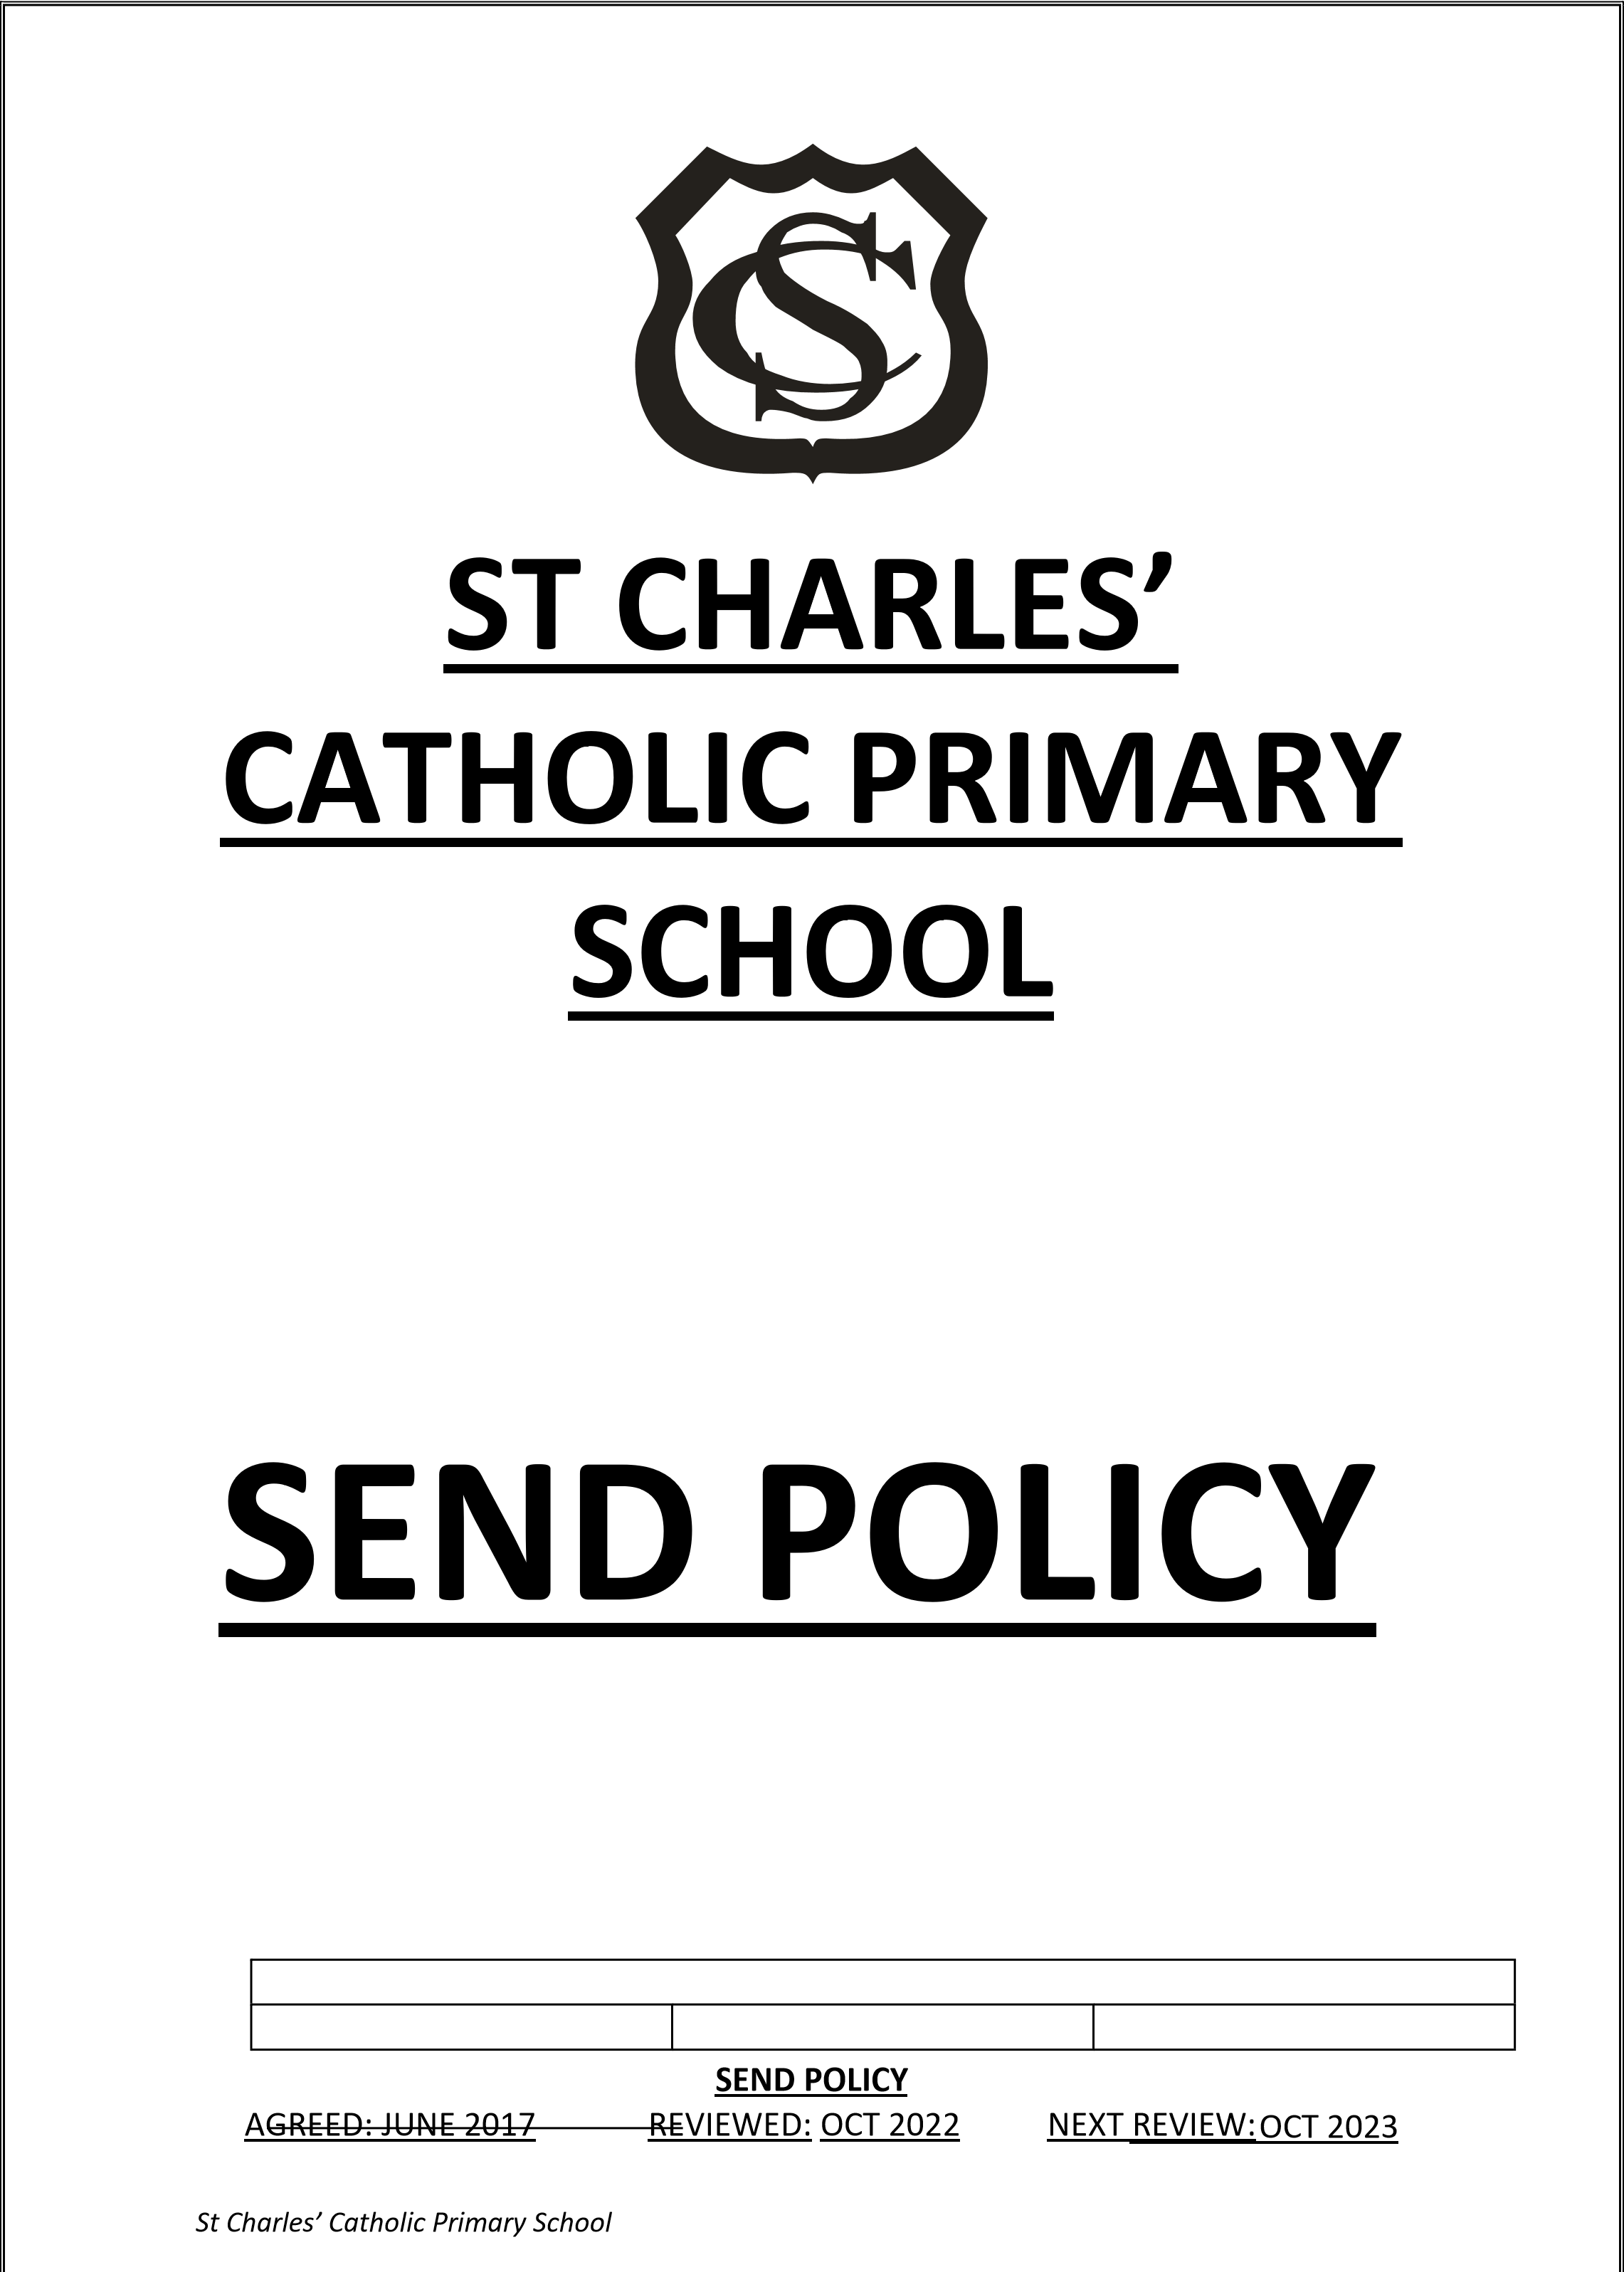 SC
ST CHARLES’
CATHOLIC PRIMARY
SCHOOL
SEND POLICY
SEND POLICY
AGREED: JUNE 2017 REVIEWED: OCT 2022 NEXT REVIEW: OCT 2023
St Charles’ Catholic Primary School